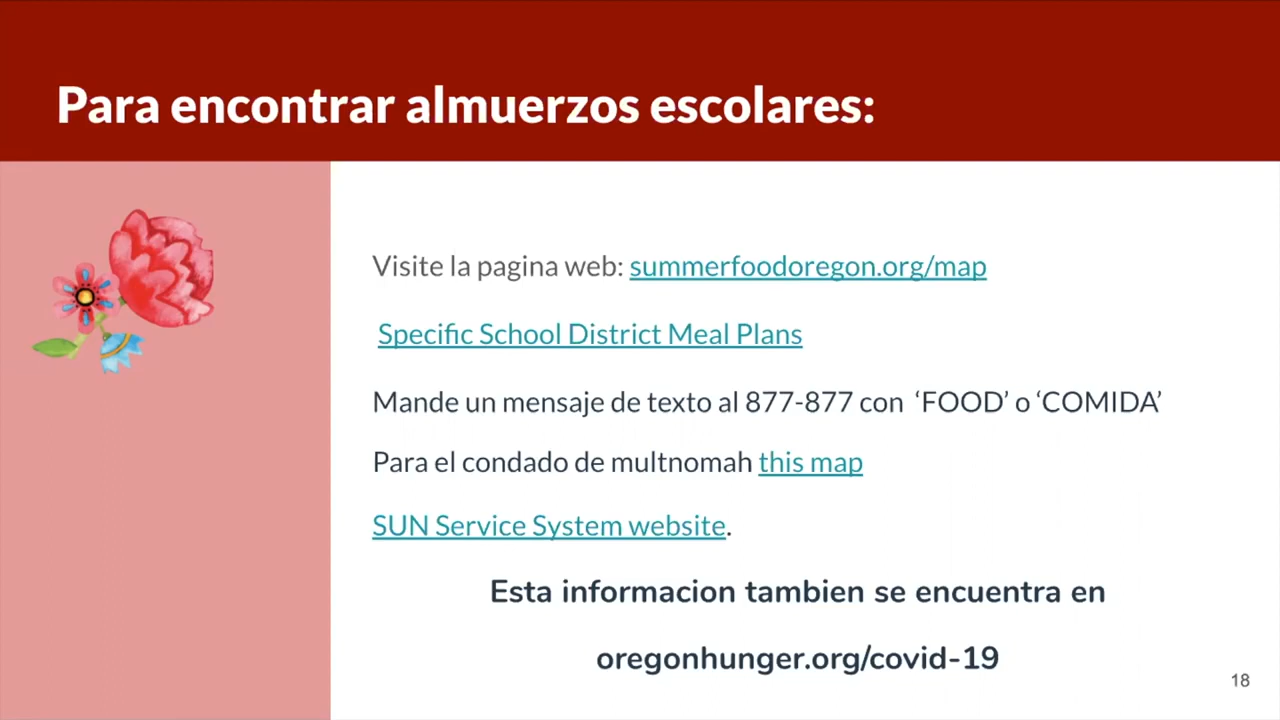 Para encontrar almuerzos escolares:
Visite la pagina web: summerfoodoregon.org/map
Specific School District Meal Plans
Mande un mensaje de texto al 877-877 con ‘FOOD’ o ‘COMIDA’
Para el condado de multnomah this map
SUN Service System website.
Esta informacion tambien se encuentra en
oregonhunger.org/covid-19
18